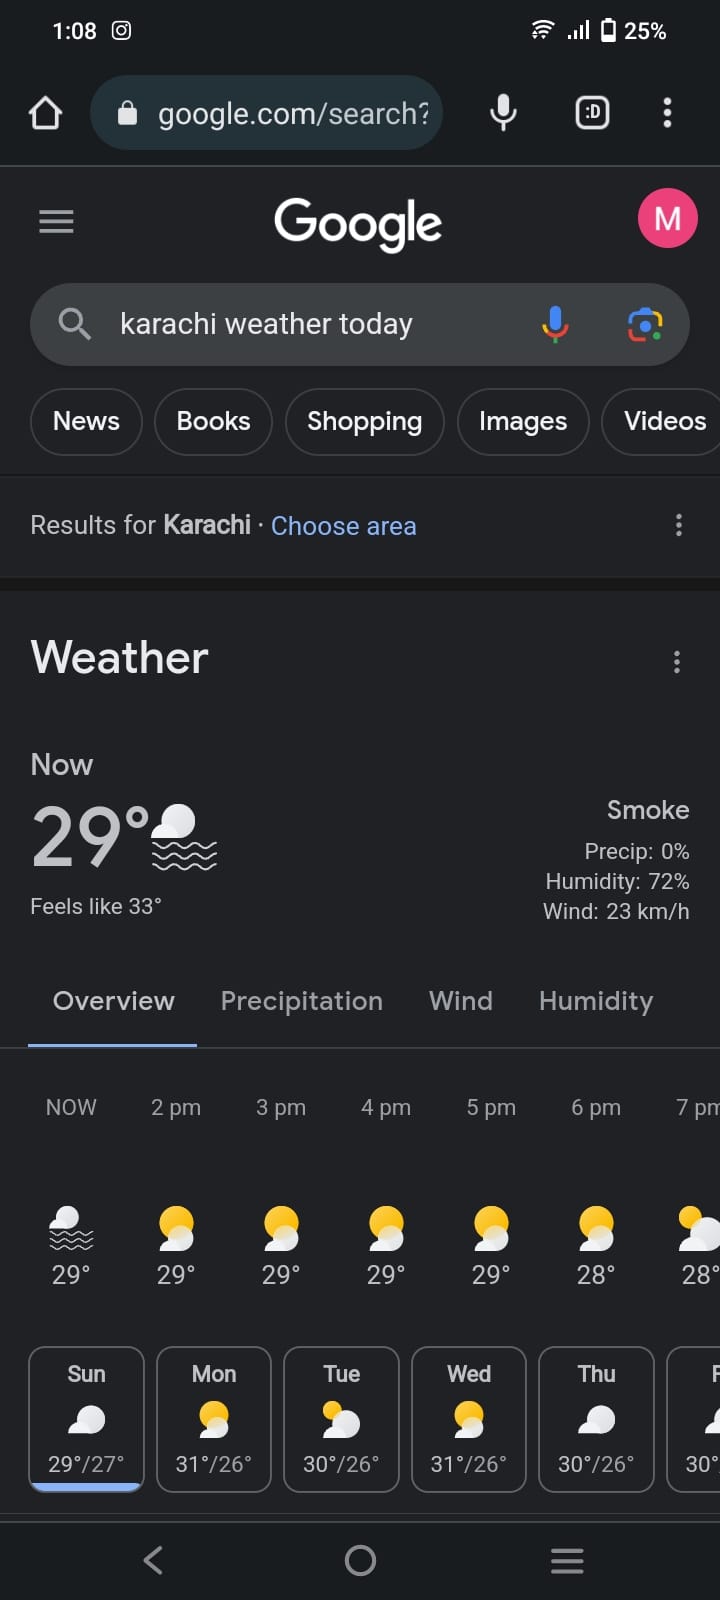 1:08 25%
google.com/search?
:D
Google
M
karachi weather today
News Books Shopping Images Videos
Results for Karachi · Choose area
Weather
Now
29°
Feels like 33°
Smoke
Precip: 0%
Humidity: 72%
Wind: 23 km/h
Overview Precipitation Wind Humidity
NOW 2 pm 3 pm 4 pm 5 pm 6 pm 7 pm
29° 29° 29° 29° 29° 28° 28°
Sun Mon Tue Wed Thu
29°/27° 31°/26° 30°/26° 31°/26° 30°/26° 30°